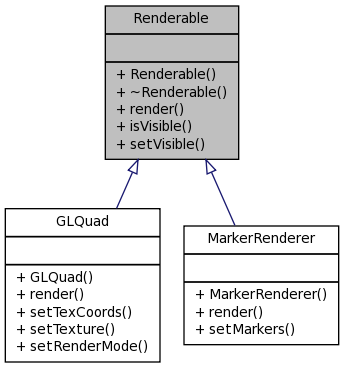 Renderable
+ Renderable()
+ ~Renderable()
+ render()
+ isVisible()
+ setVisible()
GLQuad
+ GLQuad()
+ render()
+ setTexCoords()
+ setTexture()
+ setRenderMode()
MarkerRenderer
+ MarkerRenderer()
+ render()
+ setMarkers()